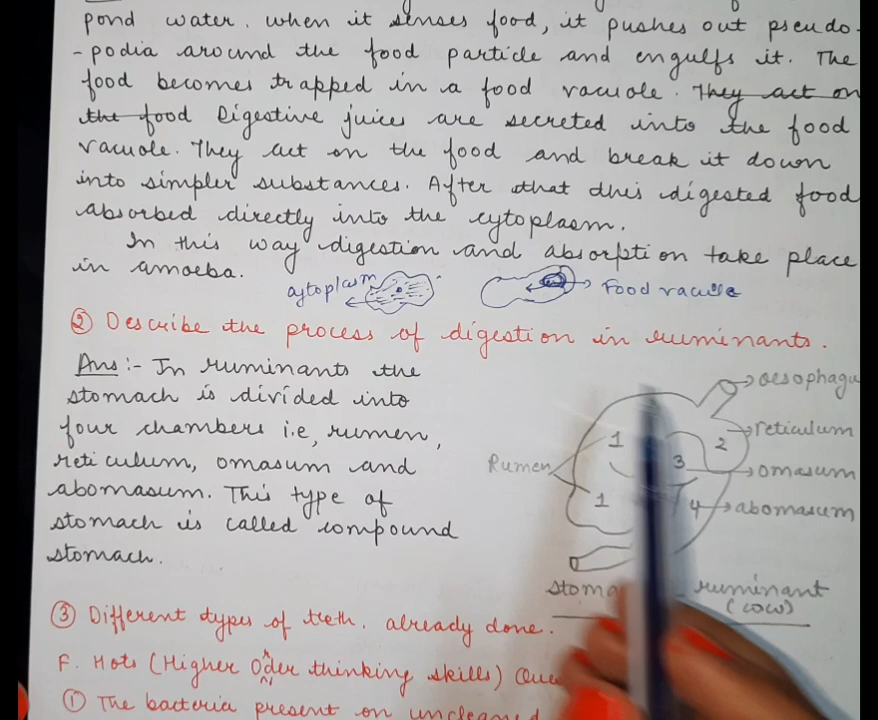 pond water. when it senses food, it pushes out pseudo-
-podia around the food particle and engulfs it. The
food becomes trapped in a food vacuole. They act on
the food Digestive juices are secreted into the food
vacuole. They act on the food and break it down
into simpler substances. After that this digested food
absorbed directly into the cytoplasm.
In this way digestion and absorption take place
in amoeba.
cytoplasm
Food vacuole
② Describe the process of digestion in ruminants.
Ans:- In ruminants the
stomach is divided into
four chambers i.e, rumen,
reticulum, omasum and
abomasum. This type of
stomach is called compound
stomach.
oesophagu
reticulum
omasum
abomasum
Rumen
1
2
3
1
4
stoma ruminant
(cow)
③ Different types of teeth. already done.
F. Hots (Higher Oder thinking skills) Que
① The bacteria present on uncleaned